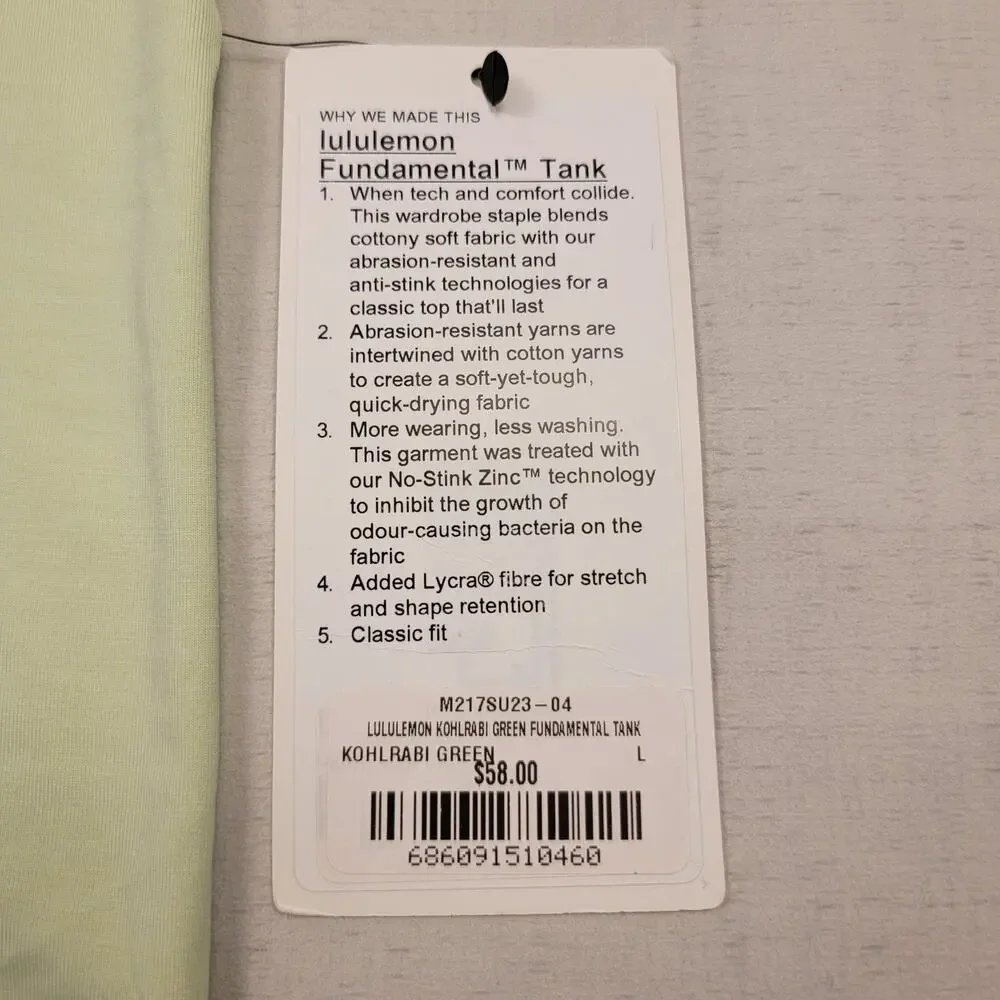 WHY WE MADE THIS
lululemon
Fundamental™ Tank
1. When tech and comfort collide.
This wardrobe staple blends
cottony soft fabric with our
abrasion-resistant and
anti-stink technologies for a
classic top that'll last
2. Abrasion-resistant yarns are
intertwined with cotton yarns
to create a soft-yet-tough,
quick-drying fabric
3. More wearing, less washing.
This garment was treated with
our No-Stink Zinc™ technology
to inhibit the growth of
odour-causing bacteria on the
fabric
4. Added Lycra® fibre for stretch
and shape retention
5. Classic fit
M217SU23-04
LULULEMON KOHLRABI GREEN FUNDAMENTAL TANK
KOHLRABI GREEN L
$58.00
686091510460